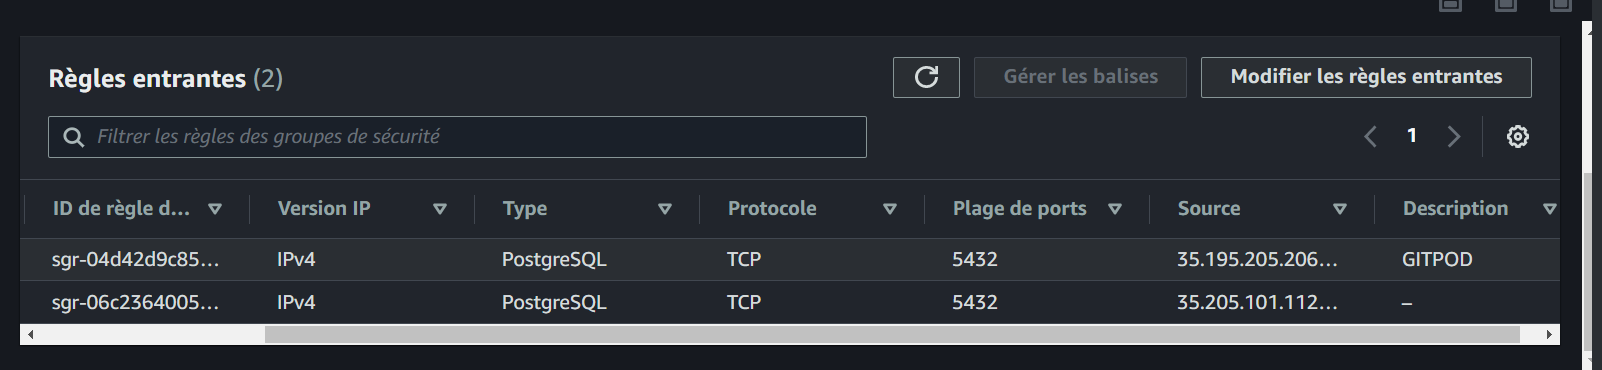 Règles entrantes (2)
Gérer les balises
Modifier les règles entrantes
Filtrer les règles des groupes de sécurité
1
ID de règle d... Version IP Type Protocole Plage de ports Source Description
sgr-04d42d9c85... IPv4 PostgreSQL TCP 5432 35.195.205.206... GITPOD
sgr-06c2364005... IPv4 PostgreSQL TCP 5432 35.205.101.112... –